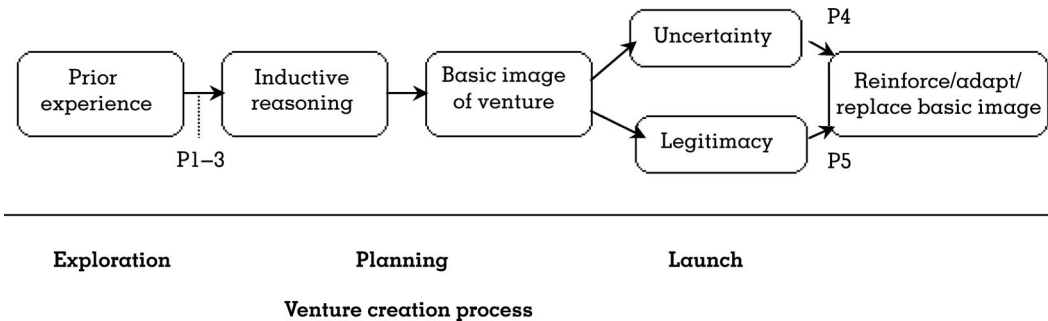 Prior
experience
P1–3
Inductive
reasoning
Basic image
of venture
Uncertainty
P4
Legitimacy
P5
Reinforce/adapt/
replace basic image
Exploration
Planning
Launch
Venture creation process